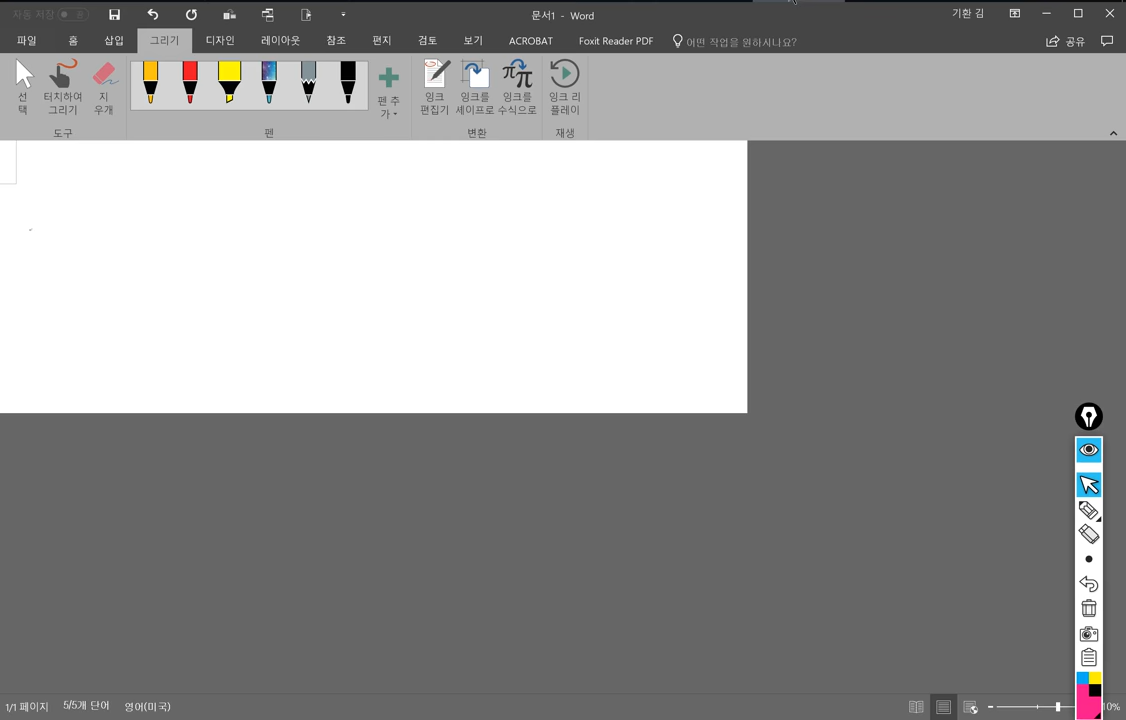 자동 저장 끔
문서1 - Word
기환 김
파일 홈 삽입 그리기 디자인 레이아웃 참조 편지 검토 보기 ACROBAT Foxit Reader PDF 어떤 작업을 원하시나요? 공유
선택
터치하여 그리기
지우개
펜 추가
잉크 편집기
잉크를 셰이프로
잉크를 수식으로
잉크 리플레이
도구 펜 변환 재생
1/1 페이지 5/5개 단어 영어(미국)